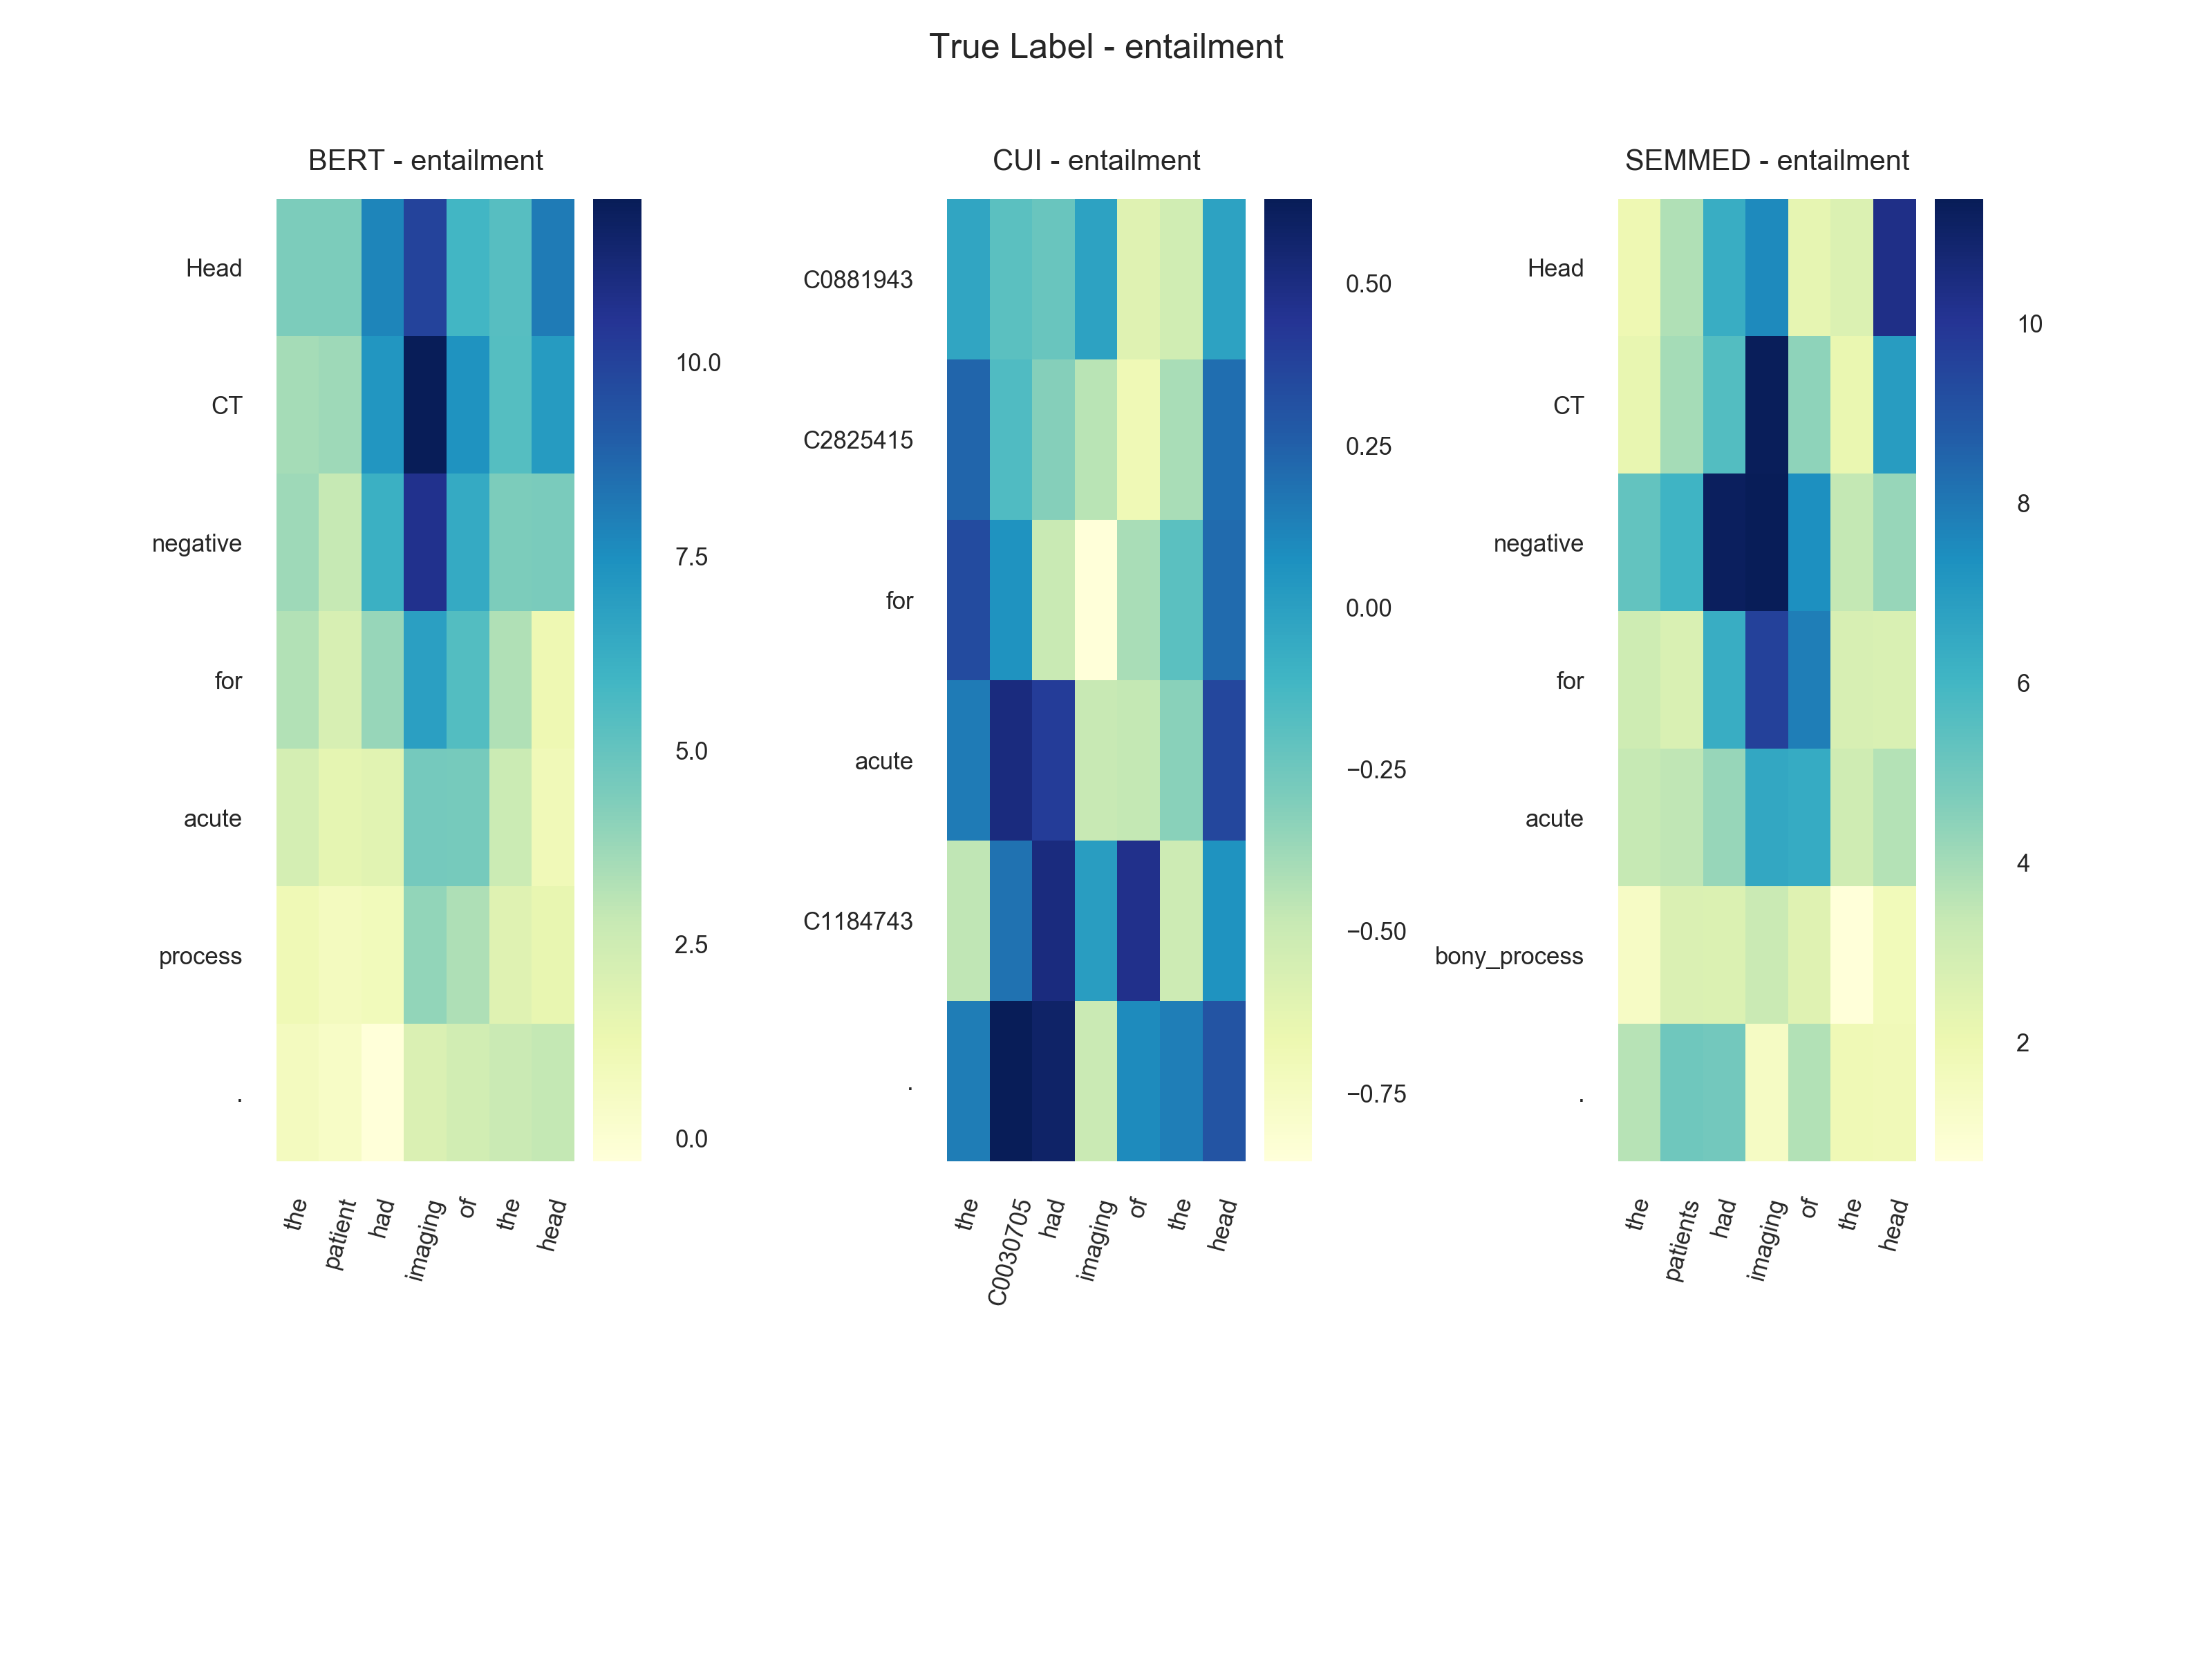 True Label - entailment
BERT - entailment
Head
CT
negative
for
acute
process
.
the
patient
had
imaging
of
the
head
10.0
7.5
5.0
2.5
0.0
CUI - entailment
C0881943
C2825415
for
acute
C1184743
.
the
C0030705
had
imaging
of
the
head
0.50
0.25
0.00
−0.25
−0.50
−0.75
SEMMED - entailment
Head
CT
negative
for
acute
bony_process
.
the
patients
had
imaging
of
the
head
10
8
6
4
2